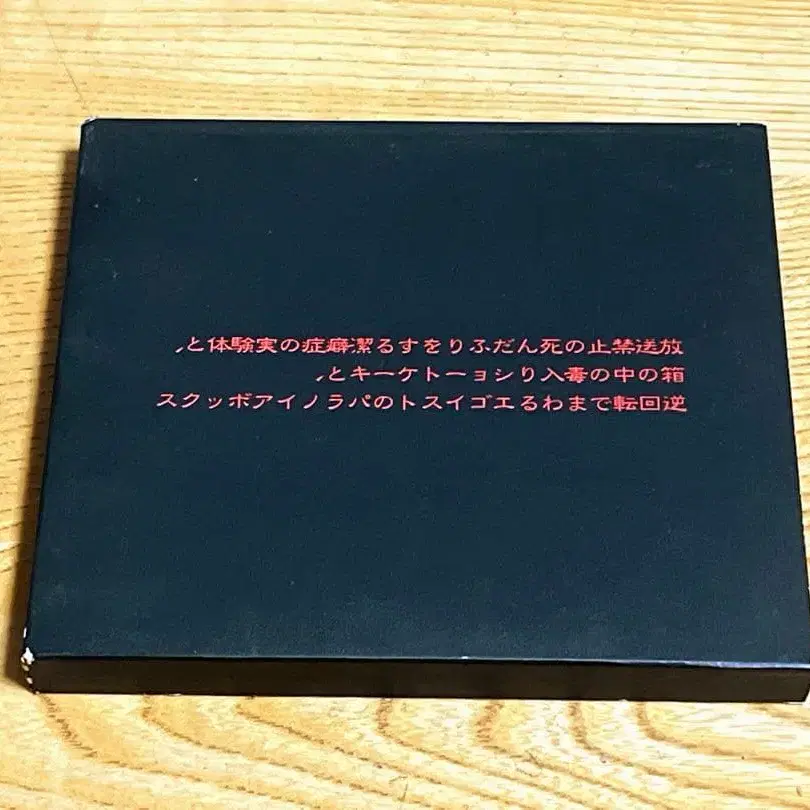 放送禁止の死んだふりをする潔癖症の実験体と、
箱の中の毒入りショートケーキと、
逆回転でまわるエゴイストのパラノイアボックス